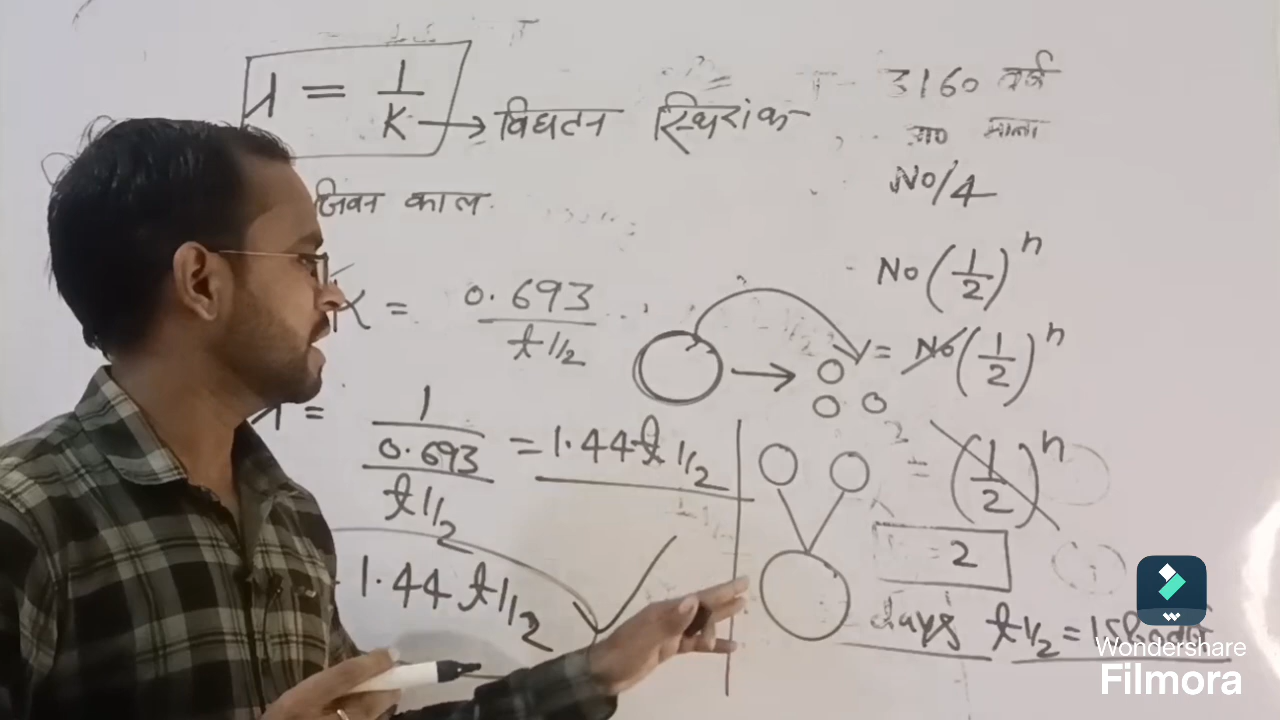 λ = 1/K → विघटन स्थिरांक
जिवन काल
K = 0.693 / t1/2
λ = 1 / (0.693 / t1/2) = 1.44 t1/2
1.44 t1/2
3160 वर्ष
No/4
No (1/2)^n
= No (1/2)^n
= (1/2)^n
= 2
days t1/2 =
Wondershare
Filmora